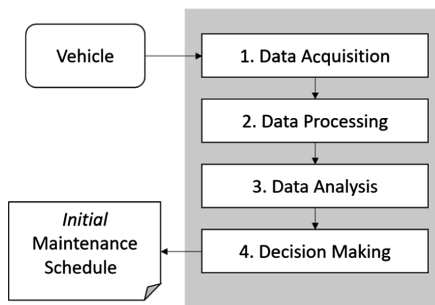 Vehicle
1. Data Acquisition
2. Data Processing
3. Data Analysis
4. Decision Making
Initial
Maintenance
Schedule